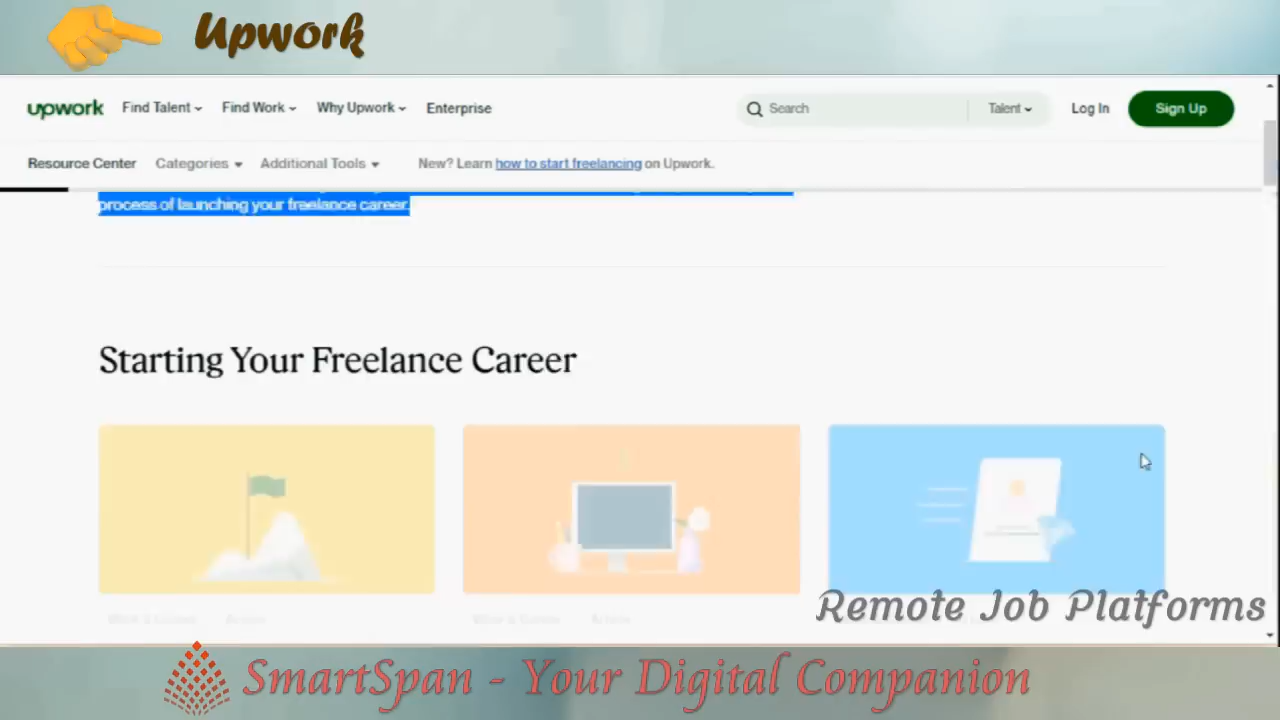 Upwork
upwork Find Talent Find Work Why Upwork Enterprise Search Talent Log In Sign Up
Resource Center Categories Additional Tools New? Learn how to start freelancing on Upwork.
process of launching your freelance career.
Starting Your Freelance Career
Remote Job Platforms
SmartSpan - Your Digital Companion